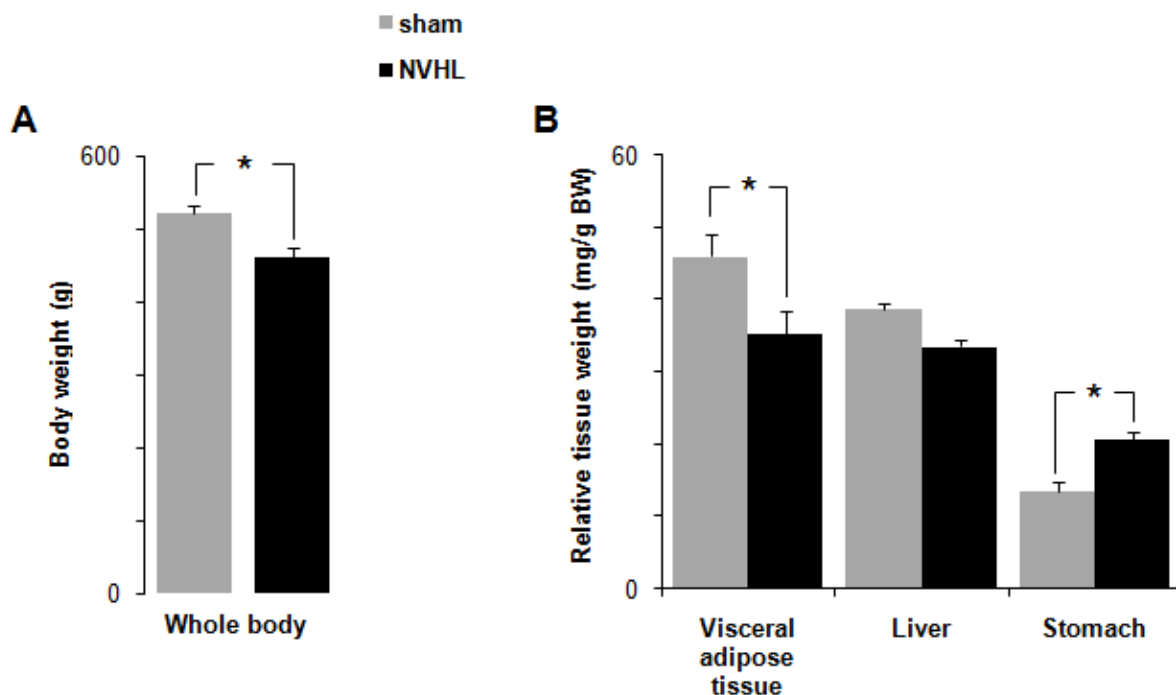 sham
NVHL
A
600
*
Body weight (g)
0
Whole body
B
60
*
*
Relative tissue weight (mg/g BW)
0
Visceral
adipose
tissue
Liver
Stomach